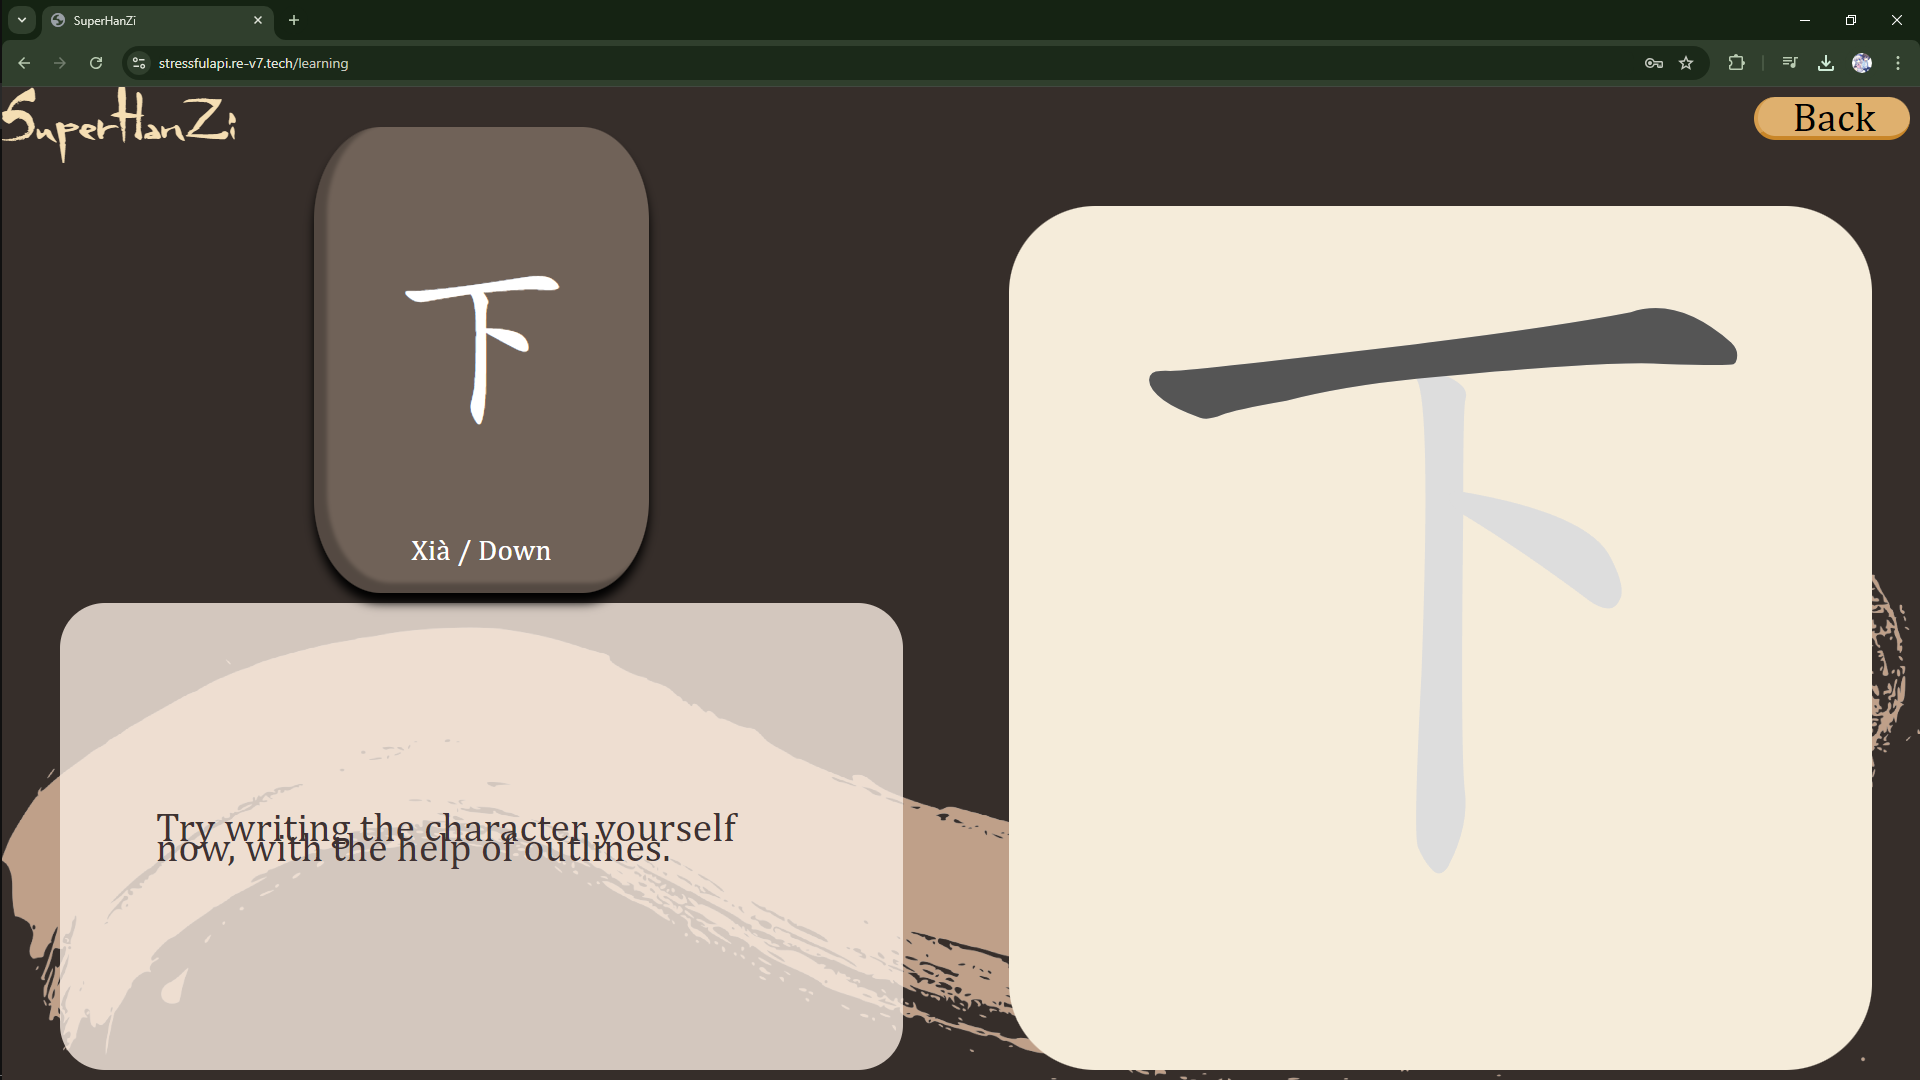 SuperHanZi
stressfulapi.re-v7.tech/learning
SuperHanZi
Back
下
Xià / Down
下
Try writing the character yourself
now, with the help of outlines.